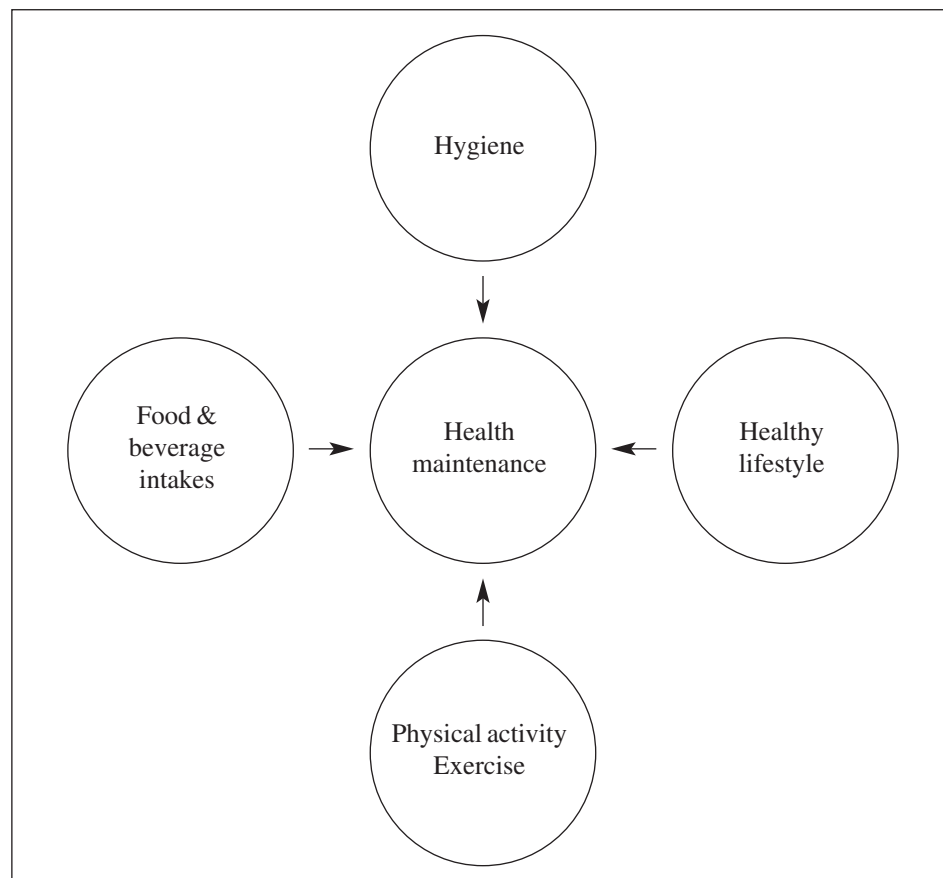 Hygiene
Food &
beverage
intakes
Health
maintenance
Healthy
lifestyle
Physical activity
Exercise